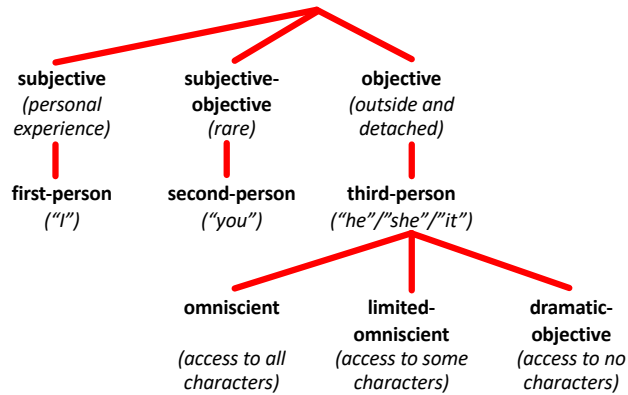 subjective
(personal
experience)
subjective-
objective
(rare)
objective
(outside and
detached)
first-person
(“I”)
second-person
(“you”)
third-person
(“he”/”she”/”it”)
omniscient
(access to all
characters)
limited-
omniscient
(access to some
characters)
dramatic-
objective
(access to no
characters)